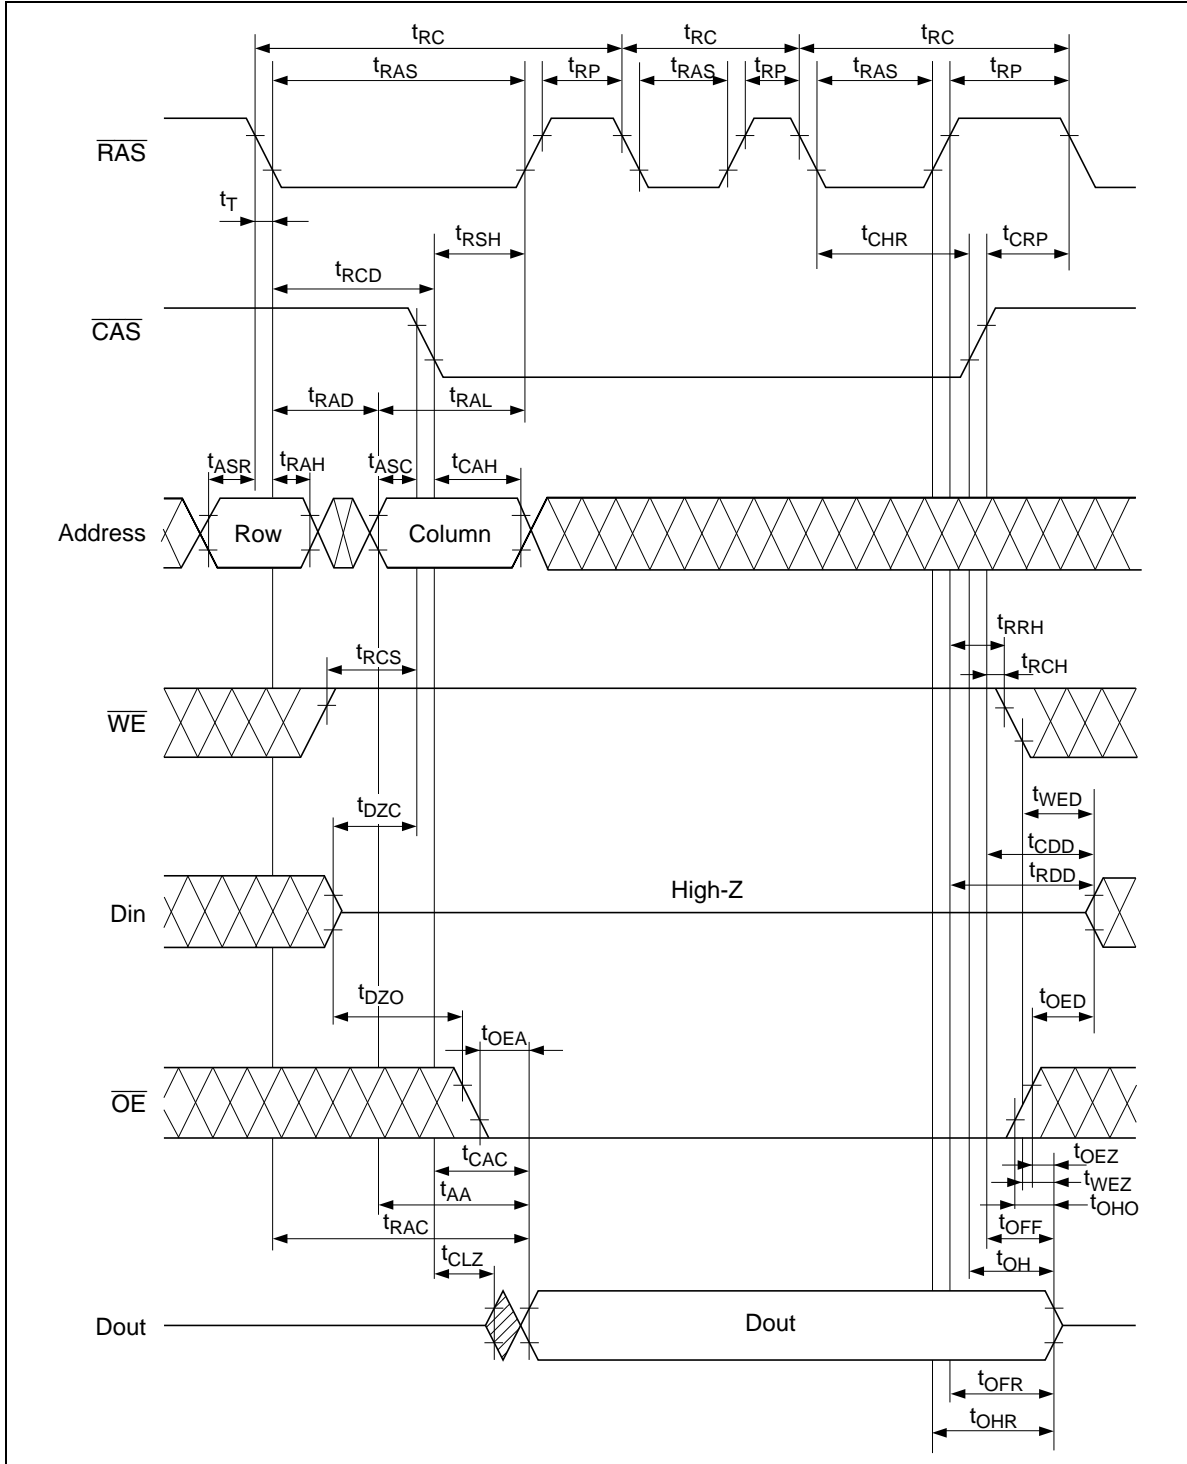 tRC tRC tRC
tRAS tRP tRAS tRP tRAS tRP
RAS
tT
tRSH tCHR tCRP
tRCD
CAS
tRAD tRAL
tASR tRAH tASC tCAH
Address Row Column
tRRH
tRCS
tRCH
WE
tWED
tDZC
tCDD
tRDD
High-Z
Din
tDZO
tOED
tOEA
OE
tCAC
tOEZ
tWEZ
tAA
tOHO
tRAC
tOFF
tCLZ
tOH
Dout Dout
tOFR
tOHR